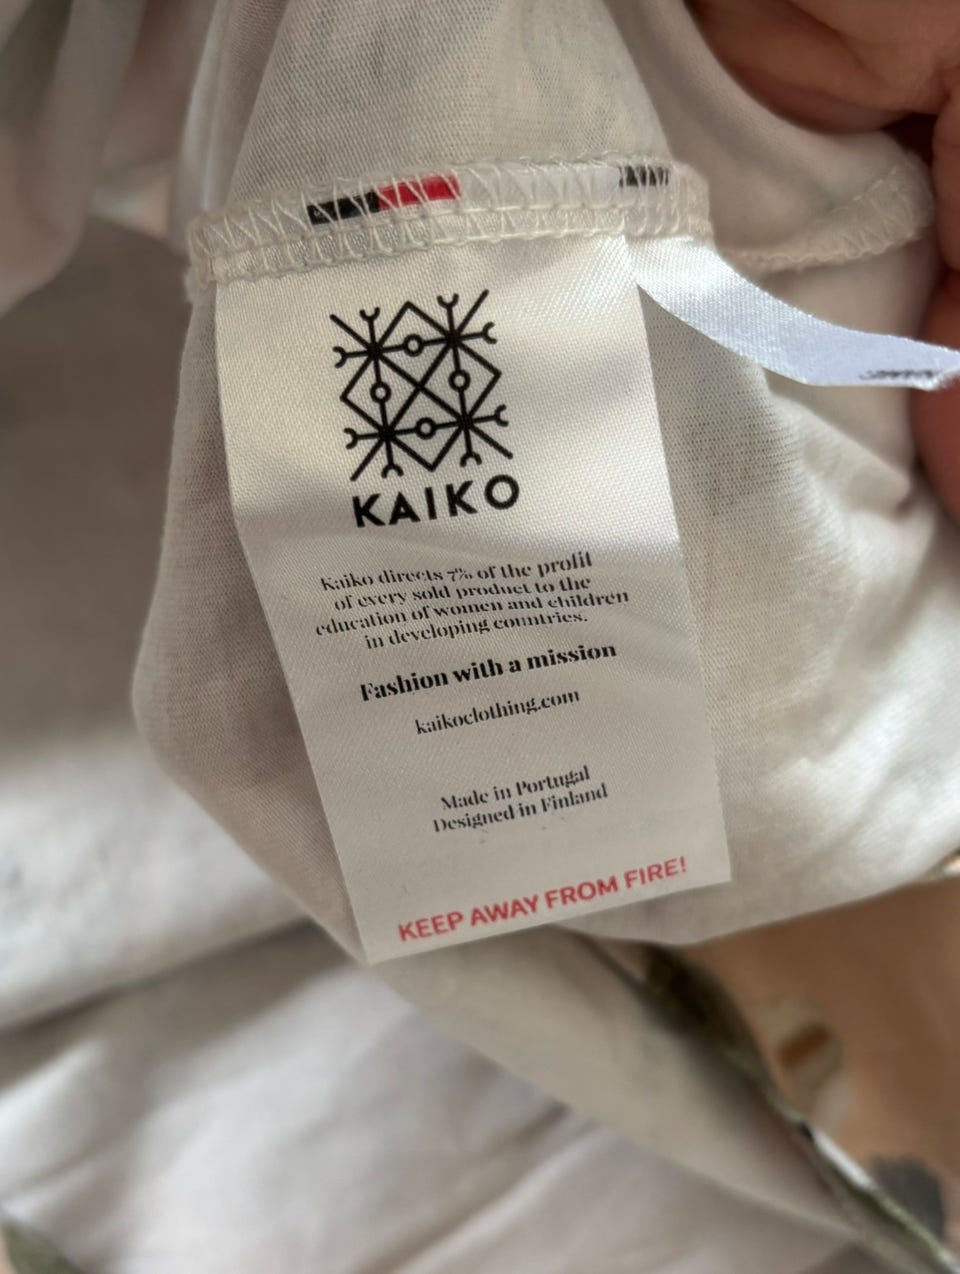 KAIKO
Kaiko directs 7% of the profit
of every sold product to the
education of women and children
in developing countries.
Fashion with a mission
kaikoclothing.com
Made in Portugal
Designed in Finland
KEEP AWAY FROM FIRE!